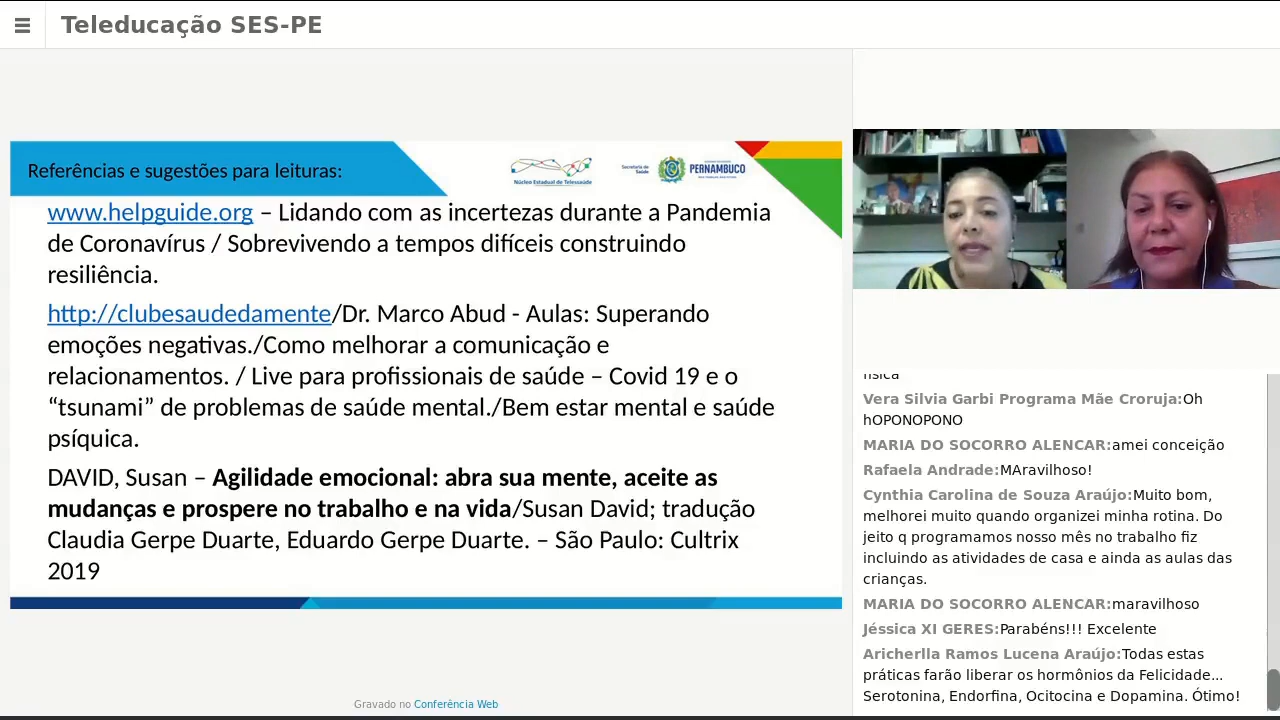 Teleducação SES-PE
Referências e sugestões para leituras:
Núcleo Estadual de Telessaúde
Secretaria de
Saúde
PERNAMBUCO
www.helpguide.org – Lidando com as incertezas durante a Pandemia
de Coronavírus / Sobrevivendo a tempos difíceis construindo
resiliência.
http://clubesaudedamente/Dr. Marco Abud - Aulas: Superando
emoções negativas./Como melhorar a comunicação e
relacionamentos. / Live para profissionais de saúde – Covid 19 e o
“tsunami” de problemas de saúde mental./Bem estar mental e saúde
psíquica.
DAVID, Susan – Agilidade emocional: abra sua mente, aceite as
mudanças e prospere no trabalho e na vida/Susan David; tradução
Claudia Gerpe Duarte, Eduardo Gerpe Duarte. – São Paulo: Cultrix
2019
Gravado no Conferência Web
física
Vera Silvia Garbi Programa Mãe Croruja:Oh
hOPONOPONO
MARIA DO SOCORRO ALENCAR:amei conceição
Rafaela Andrade:MAravilhoso!
Cynthia Carolina de Souza Araújo:Muito bom,
melhorei muito quando organizei minha rotina. Do
jeito q programamos nosso mês no trabalho fiz
incluindo as atividades de casa e ainda as aulas das
crianças.
MARIA DO SOCORRO ALENCAR:maravilhoso
Jéssica XI GERES:Parabéns!!! Excelente
Aricherlla Ramos Lucena Araújo:Todas estas
práticas farão liberar os hormônios da Felicidade...
Serotonina, Endorfina, Ocitocina e Dopamina. Ótimo!